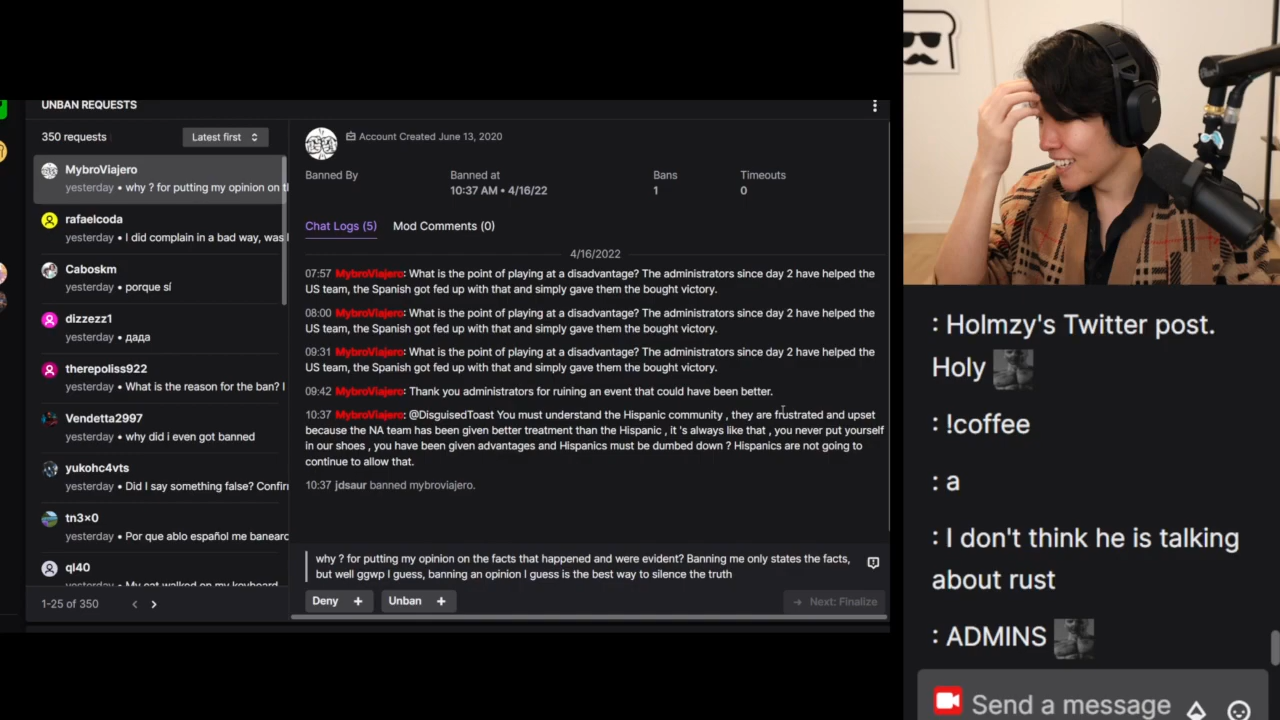 UNBAN REQUESTS
350 requests
Latest first
MybroViajero
yesterday • why ? for putting my opinion on t
rafaelcoda
yesterday • I did complain in a bad way, was
Caboskm
yesterday • porque sí
dizzezz1
yesterday • дада
therepoliss922
yesterday • What is the reason for the ban? I
Vendetta2997
yesterday • why did i even got banned
yukohc4vts
yesterday • Did I say something false? Confir
tn3×0
yesterday • Por que ablo español me banearc
ql40
yesterday • My cat walked on my keyboard
1-25 of 350
Account Created June 13, 2020
Banned By
Banned at
Bans
Timeouts
10:37 AM • 4/16/22
1
0
Chat Logs (5)
Mod Comments (0)
4/16/2022
07:57 MybroViajero: What is the point of playing at a disadvantage? The administrators since day 2 have helped the
US team, the Spanish got fed up with that and simply gave them the bought victory.
08:00 MybroViajero: What is the point of playing at a disadvantage? The administrators since day 2 have helped the
US team, the Spanish got fed up with that and simply gave them the bought victory.
09:31 MybroViajero: What is the point of playing at a disadvantage? The administrators since day 2 have helped the
US team, the Spanish got fed up with that and simply gave them the bought victory.
09:42 MybroViajero: Thank you administrators for ruining an event that could have been better.
10:37 MybroViajero: @DisguisedToast You must understand the Hispanic community , they are frustrated and upset
because the NA team has been given better treatment than the Hispanic , it 's always like that , you never put yourself
in our shoes , you have been given advantages and Hispanics must be dumbed down ? Hispanics are not going to
continue to allow that.
10:37 jdsaur banned mybroviajero.
why ? for putting my opinion on the facts that happened and were evident? Banning me only states the facts,
but well ggwp I guess, banning an opinion I guess is the best way to silence the truth
Deny +
Unban +
Next: Finalize
: Holmzy's Twitter post.
Holy
: !coffee
: a
: I don't think he is talking
about rust
: ADMINS
Send a message